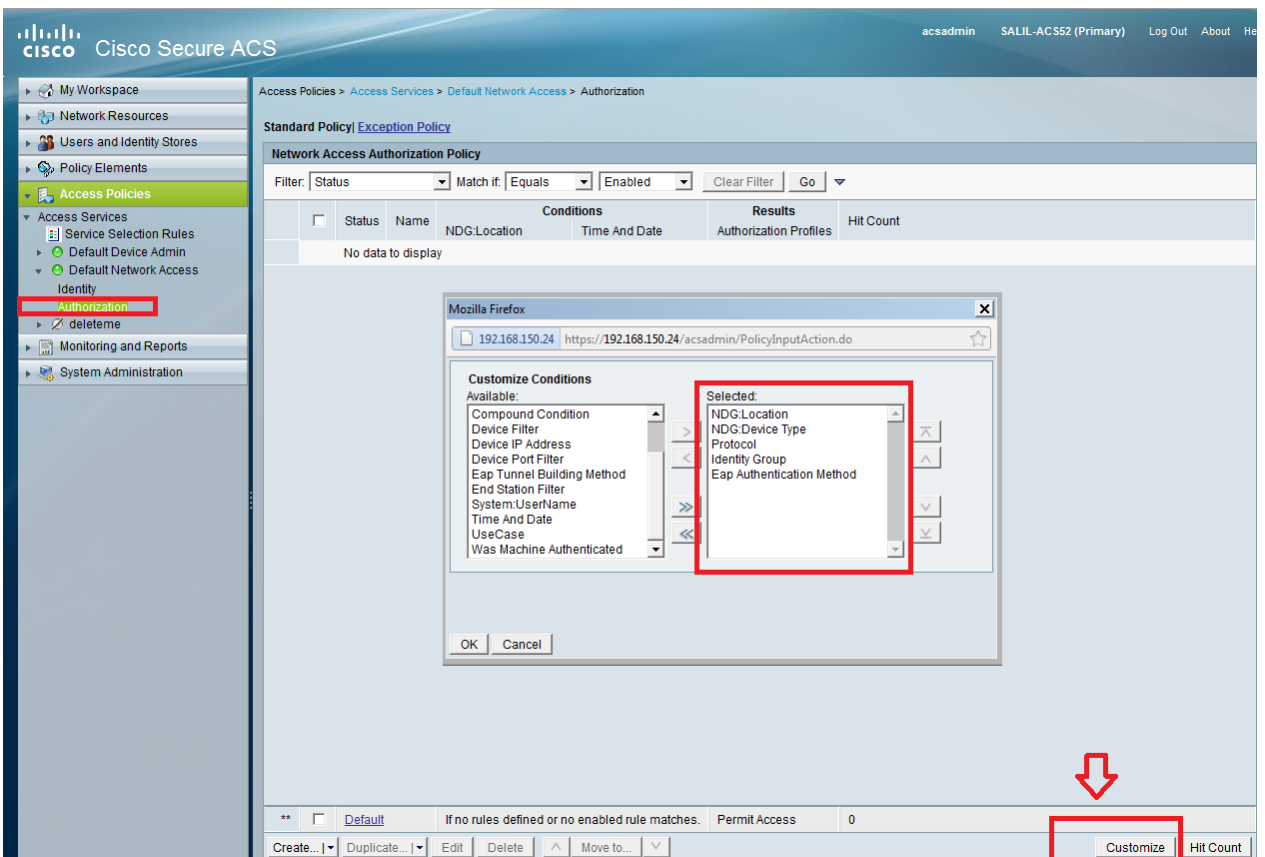 cisco Cisco Secure ACS
acsadmin SALIL-ACS52 (Primary) Log Out About He
My Workspace
Network Resources
Users and Identity Stores
Policy Elements
Access Policies
Access Services
Service Selection Rules
Default Device Admin
Default Network Access
Identity
Authorization
deleteme
Monitoring and Reports
System Administration
Access Policies > Access Services > Default Network Access > Authorization
Standard Policy| Exception Policy
Network Access Authorization Policy
Filter: Status Match if: Equals Enabled Clear Filter Go
Conditions Results
Status Name Hit Count
NDG:Location Time And Date Authorization Profiles
No data to display
Mozilla Firefox
192.168.150.24 https://192.168.150.24/acsadmin/PolicyInputAction.do
Customize Conditions
Available:
Compound Condition
Device Filter
Device IP Address
Device Port Filter
Eap Tunnel Building Method
End Station Filter
System:UserName
Time And Date
UseCase
Was Machine Authenticated
Selected:
NDG:Location
NDG:Device Type
Protocol
Identity Group
Eap Authentication Method
OK Cancel
** Default If no rules defined or no enabled rule matches. Permit Access 0
Create... Duplicate... Edit Delete Move to... Customize Hit Count